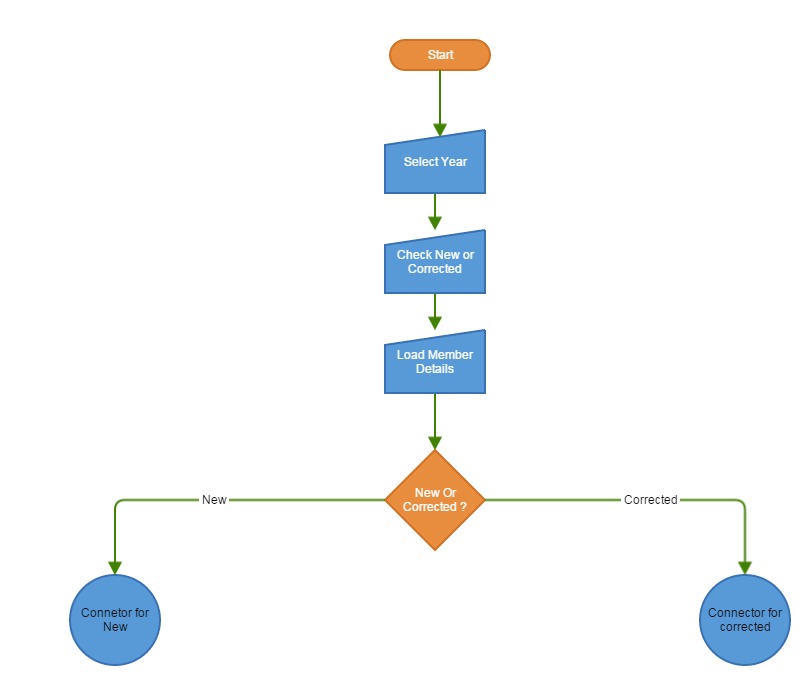 Start
Select Year
Check New or
Corrected
Load Member
Details
New Or
Corrected ?
New
Corrected
Connetor for
New
Connector for
corrected